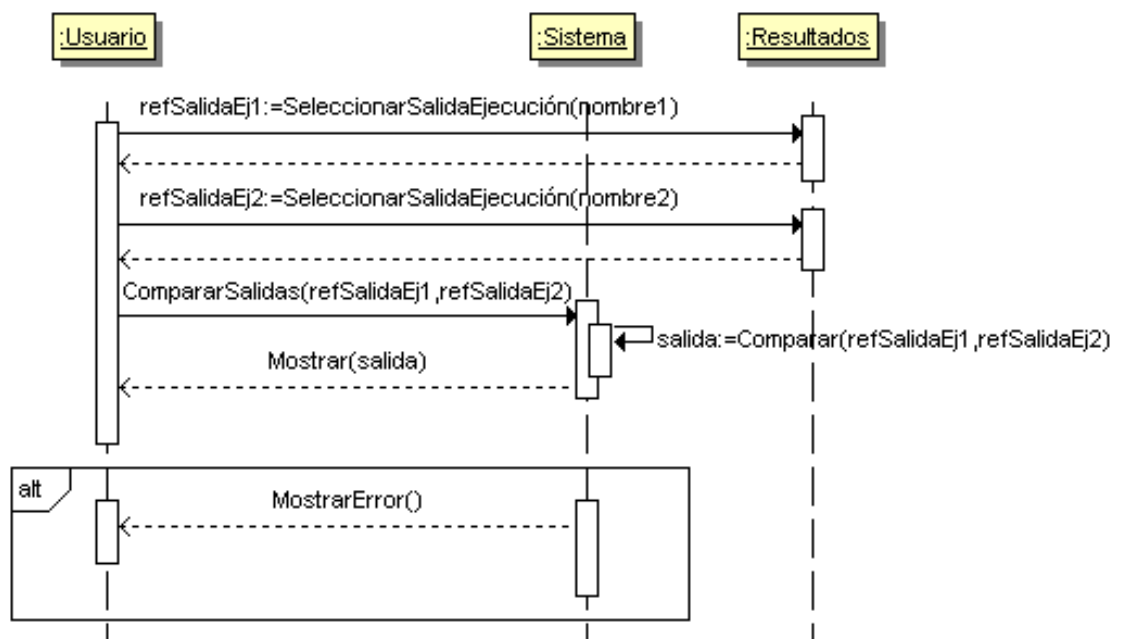 :Usuario
:Sistema
:Resultados
refSalidaEj1:=SeleccionarSalidaEjecución(nombre1)
refSalidaEj2:=SeleccionarSalidaEjecución(nombre2)
CompararSalidas(refSalidaEj1,refSalidaEj2)
salida:=Comparar(refSalidaEj1,refSalidaEj2)
Mostrar(salida)
alt
MostrarError()